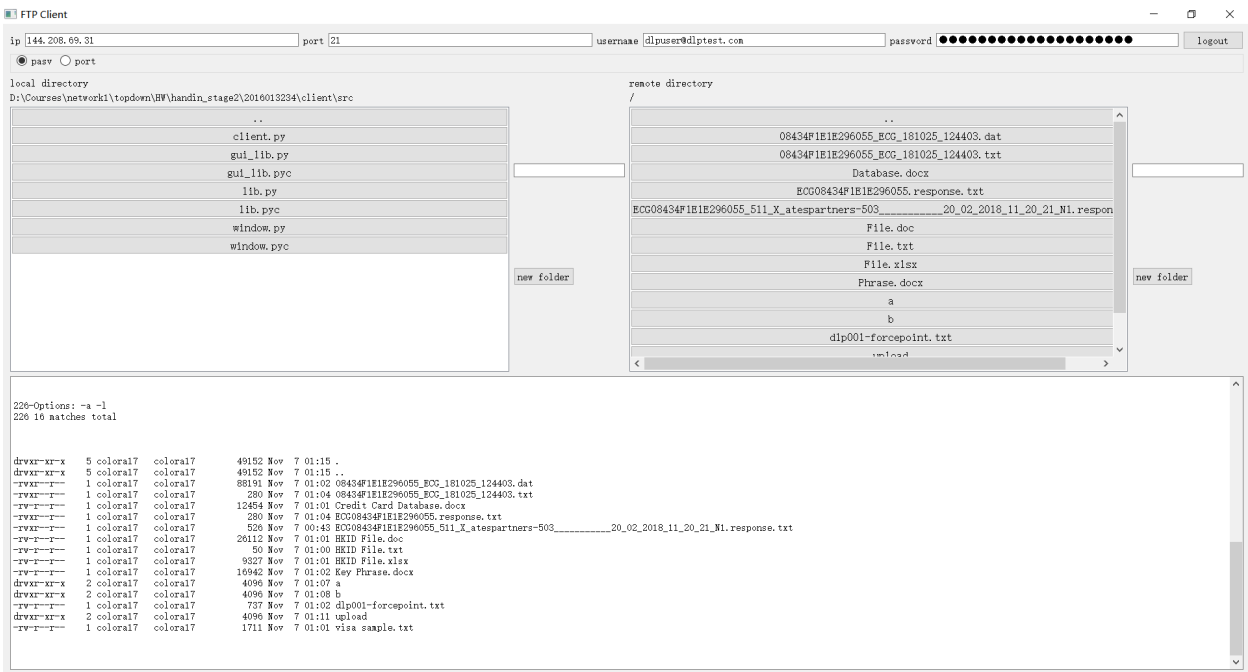 FTP Client
ip 144.208.69.31 port 21 username dlpuser@dlptest.com password ●●●●●●●●●●●●●●●●●●●● logout
pasv port
local directory
D:\Courses\network1\topdown\HW\handin_stage2\2016013234\client\src
..
client.py
gui_lib.py
gui_lib.pyc
lib.py
lib.pyc
window.py
window.pyc
new folder
remote directory
/
..
08434F1E1E296055_ECG_181025_124403.dat
08434F1E1E296055_ECG_181025_124403.txt
Database.docx
ECG08434F1E1E296055.response.txt
ECG08434F1E1E296055_511_X_atespartners-503___________20_02_2018_11_20_21_N1.respon
File.doc
File.txt
File.xlsx
Phrase.docx
a
b
dlp001-forcepoint.txt
upload
new folder
226-Options: -a -l
226 16 matches total
drwxr-xr-x 5 colora17 colora17 49152 Nov 7 01:15 .
drwxr-xr-x 5 colora17 colora17 49152 Nov 7 01:15 ..
-rwxr--r-- 1 colora17 colora17 88191 Nov 7 01:02 08434F1E1E296055_ECG_181025_124403.dat
-rwxr--r-- 1 colora17 colora17 280 Nov 7 01:04 08434F1E1E296055_ECG_181025_124403.txt
-rw-r--r-- 1 colora17 colora17 12454 Nov 7 01:01 Credit Card Database.docx
-rwxr--r-- 1 colora17 colora17 280 Nov 7 01:04 ECG08434F1E1E296055.response.txt
-rwxr--r-- 1 colora17 colora17 526 Nov 7 00:43 ECG08434F1E1E296055_511_X_atespartners-503___________20_02_2018_11_20_21_N1.response.txt
-rw-r--r-- 1 colora17 colora17 26112 Nov 7 01:01 HKID File.doc
-rw-r--r-- 1 colora17 colora17 50 Nov 7 01:00 HKID File.txt
-rw-r--r-- 1 colora17 colora17 9327 Nov 7 01:01 HKID File.xlsx
-rw-r--r-- 1 colora17 colora17 16942 Nov 7 01:02 Key Phrase.docx
drwxr-xr-x 2 colora17 colora17 4096 Nov 7 01:07 a
drwxr-xr-x 2 colora17 colora17 4096 Nov 7 01:08 b
-rw-r--r-- 1 colora17 colora17 737 Nov 7 01:02 dlp001-forcepoint.txt
drwxr-xr-x 2 colora17 colora17 4096 Nov 7 01:11 upload
-rw-r--r-- 1 colora17 colora17 1711 Nov 7 01:01 visa sample.txt